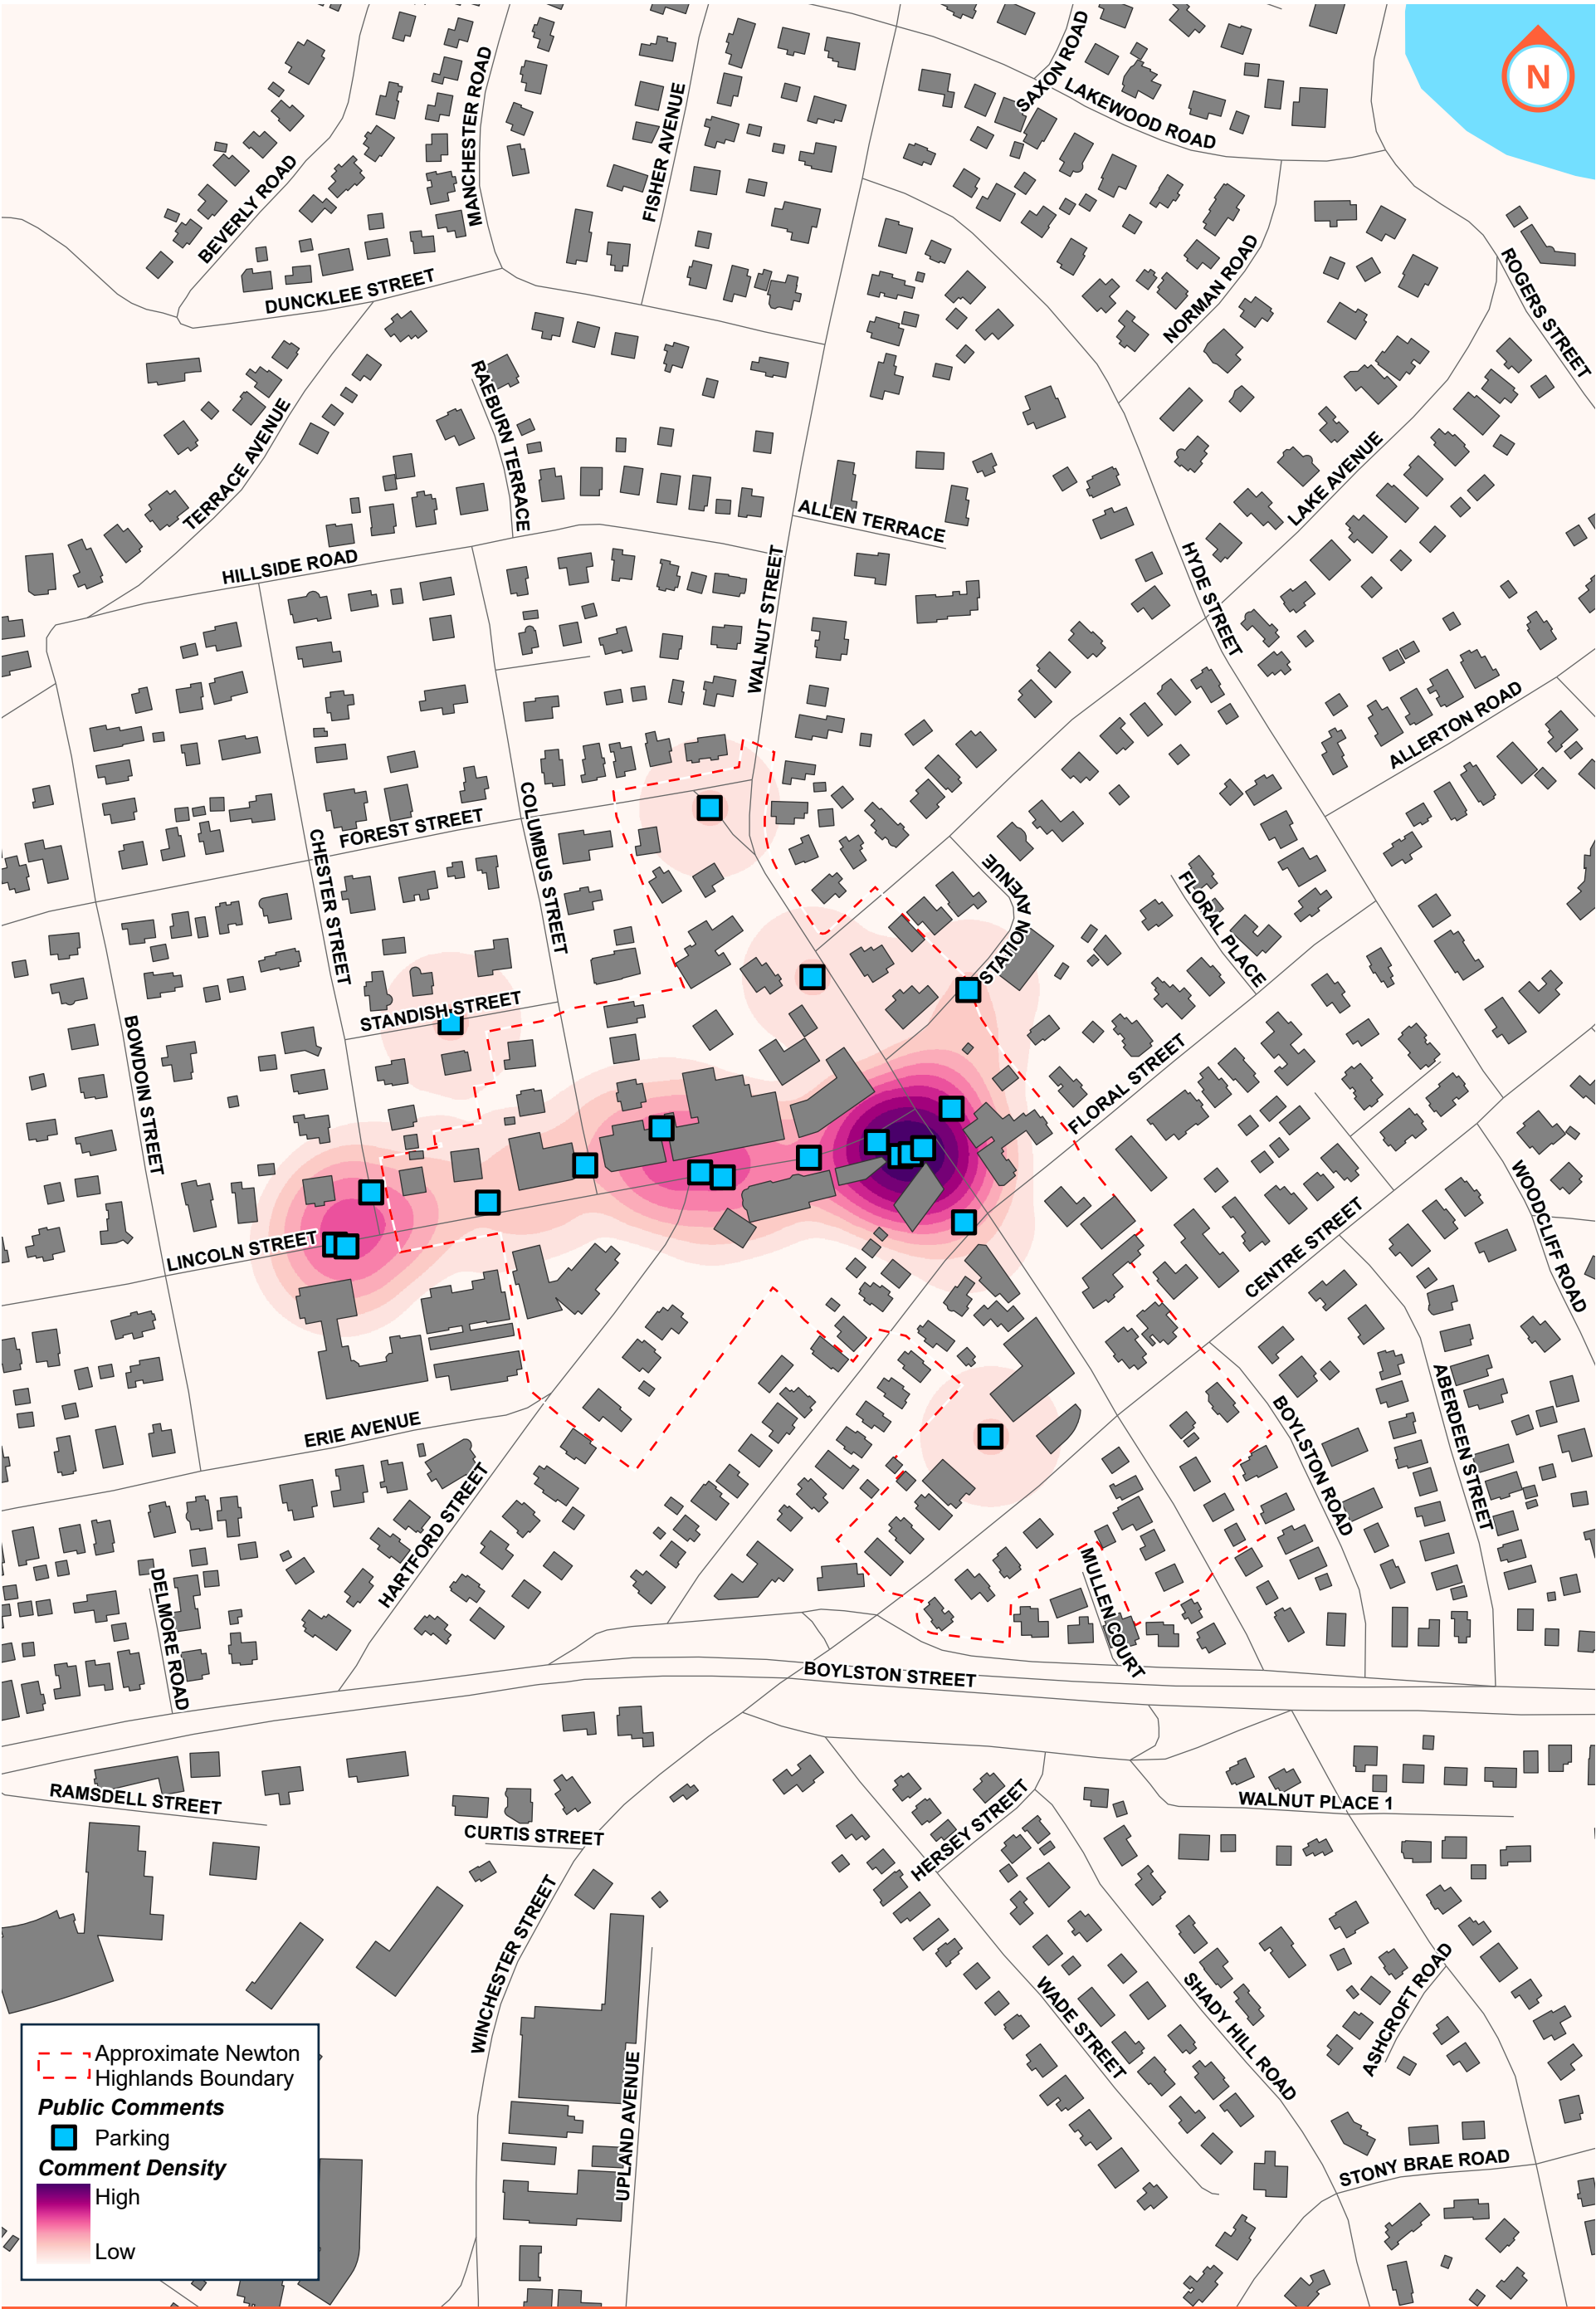 N
SAXON ROAD
LAKEWOOD ROAD
MANCHESTER ROAD
FISHER AVENUE
BEVERLY ROAD
DUNCKLEE STREET
NORMAN ROAD
ROGERS STREET
RAEBURN TERRACE
TERRACE AVENUE
LAKE AVENUE
ALLEN TERRACE
HILLSIDE ROAD
WALNUT STREET
HYDE STREET
ALLERTON ROAD
FOREST STREET
COLUMBUS STREET
CHESTER STREET
STATION AVENUE
FLORAL PLACE
STANDISH STREET
BOWDOIN STREET
FLORAL STREET
LINCOLN STREET
CENTRE STREET
WOODCLIFF ROAD
ERIE AVENUE
BOYLSTON ROAD
ABERDEEN STREET
HARTFORD STREET
DELMORE ROAD
MULLEN COURT
BOYLSTON STREET
RAMSDELL STREET
CURTIS STREET
WALNUT PLACE 1
HERSEY STREET
WINCHESTER STREET
WADE STREET
SHADY HILL ROAD
ASHCROFT ROAD
UPLAND AVENUE
STONY BRAE ROAD
Approximate Newton
Highlands Boundary
Public Comments
Parking
Comment Density
High
Low